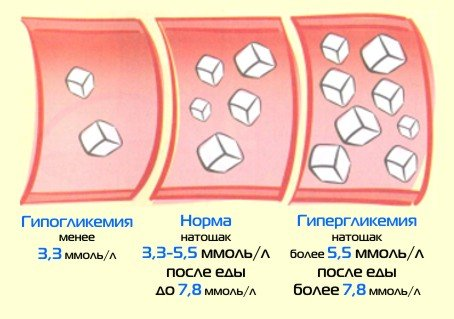 Гипогликемия
менее
3,3 ммоль/л
Норма
натощак
3,3-5,5 ммоль/л
после еды
до 7,8 ммоль/л
Гипергликемия
натощак
более 5,5 ммоль/л
после еды
более 7,8 ммоль/л